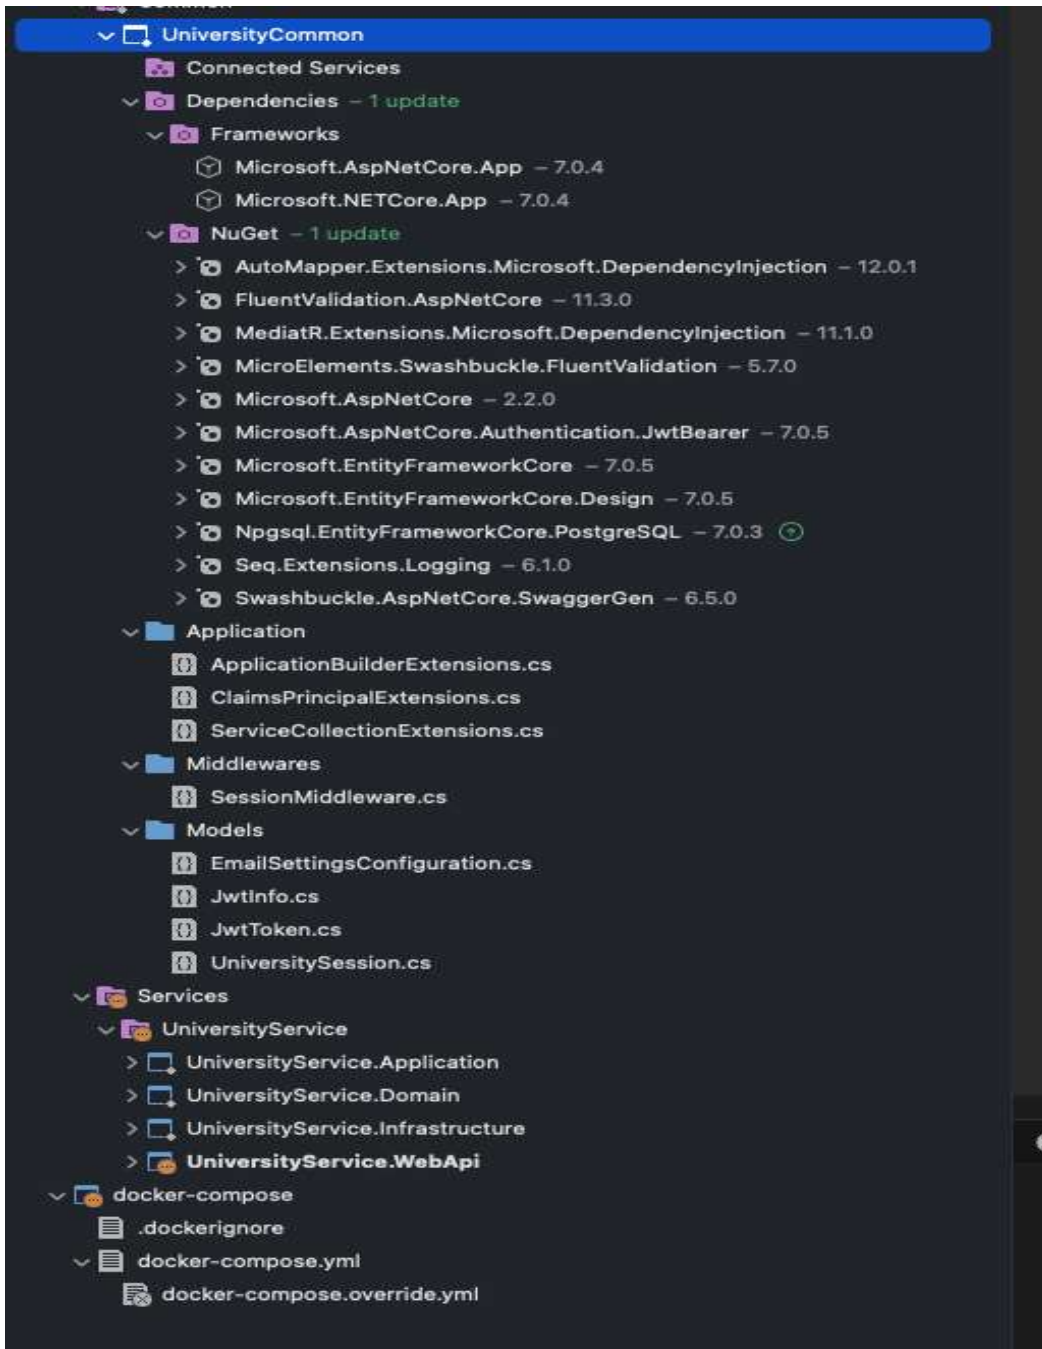 Common
UniversityCommon
Connected Services
Dependencies – 1 update
Frameworks
Microsoft.AspNetCore.App – 7.0.4
Microsoft.NETCore.App – 7.0.4
NuGet – 1 update
AutoMapper.Extensions.Microsoft.DependencyInjection – 12.0.1
FluentValidation.AspNetCore – 11.3.0
MediatR.Extensions.Microsoft.DependencyInjection – 11.1.0
MicroElements.Swashbuckle.FluentValidation – 5.7.0
Microsoft.AspNetCore – 2.2.0
Microsoft.AspNetCore.Authentication.JwtBearer – 7.0.5
Microsoft.EntityFrameworkCore – 7.0.5
Microsoft.EntityFrameworkCore.Design – 7.0.5
Npgsql.EntityFrameworkCore.PostgreSQL – 7.0.3
Seq.Extensions.Logging – 6.1.0
Swashbuckle.AspNetCore.SwaggerGen – 6.5.0
Application
ApplicationBuilderExtensions.cs
ClaimsPrincipalExtensions.cs
ServiceCollectionExtensions.cs
Middlewares
SessionMiddleware.cs
Models
EmailSettingsConfiguration.cs
JwtInfo.cs
JwtToken.cs
UniversitySession.cs
Services
UniversityService
UniversityService.Application
UniversityService.Domain
UniversityService.Infrastructure
UniversityService.WebApi
docker-compose
.dockerignore
docker-compose.yml
docker-compose.override.yml